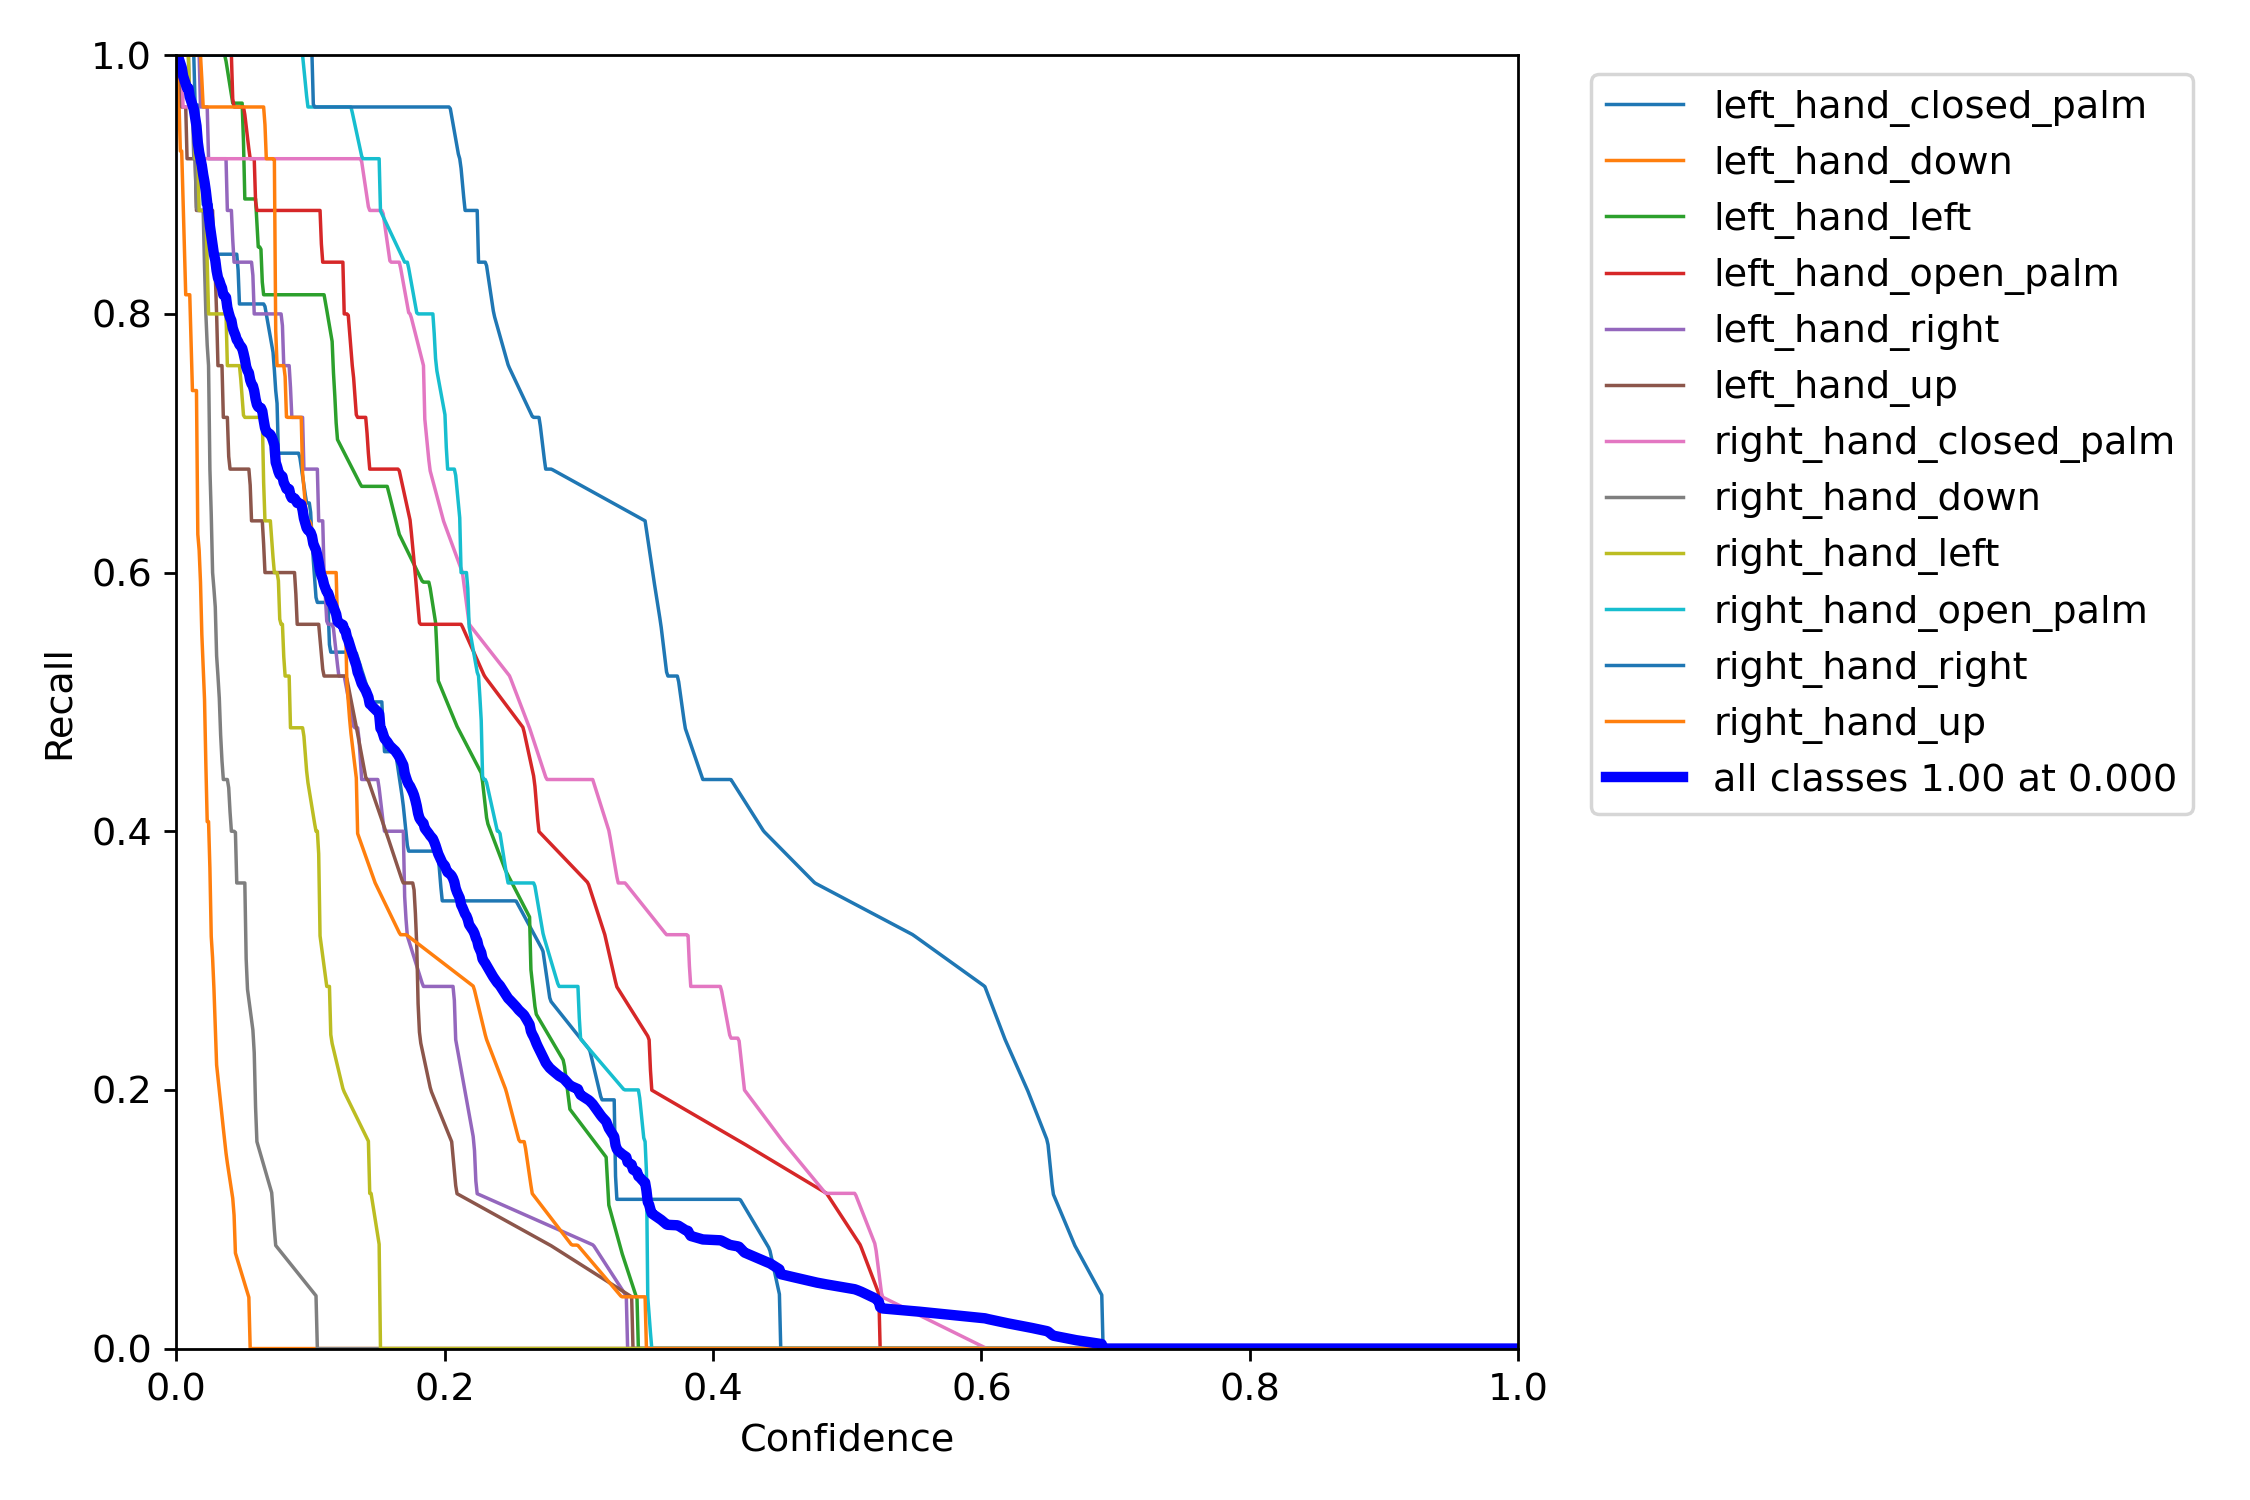 1.0
0.8
0.6
0.4
0.2
0.0
Recall
0.0 0.2 0.4 0.6 0.8 1.0
Confidence
left_hand_closed_palm
left_hand_down
left_hand_left
left_hand_open_palm
left_hand_right
left_hand_up
right_hand_closed_palm
right_hand_down
right_hand_left
right_hand_open_palm
right_hand_right
right_hand_up
all classes 1.00 at 0.000